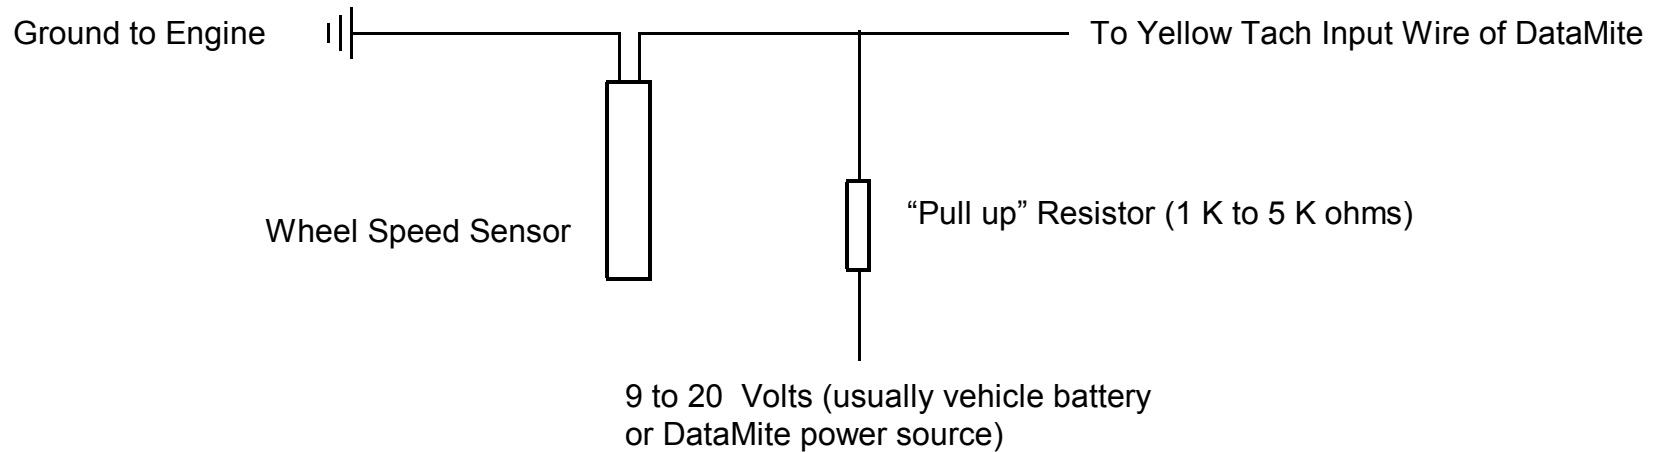 Ground to Engine
To Yellow Tach Input Wire of DataMite
“Pull up” Resistor (1 K to 5 K ohms)
Wheel Speed Sensor
9 to 20  Volts (usually vehicle battery
or DataMite power source)